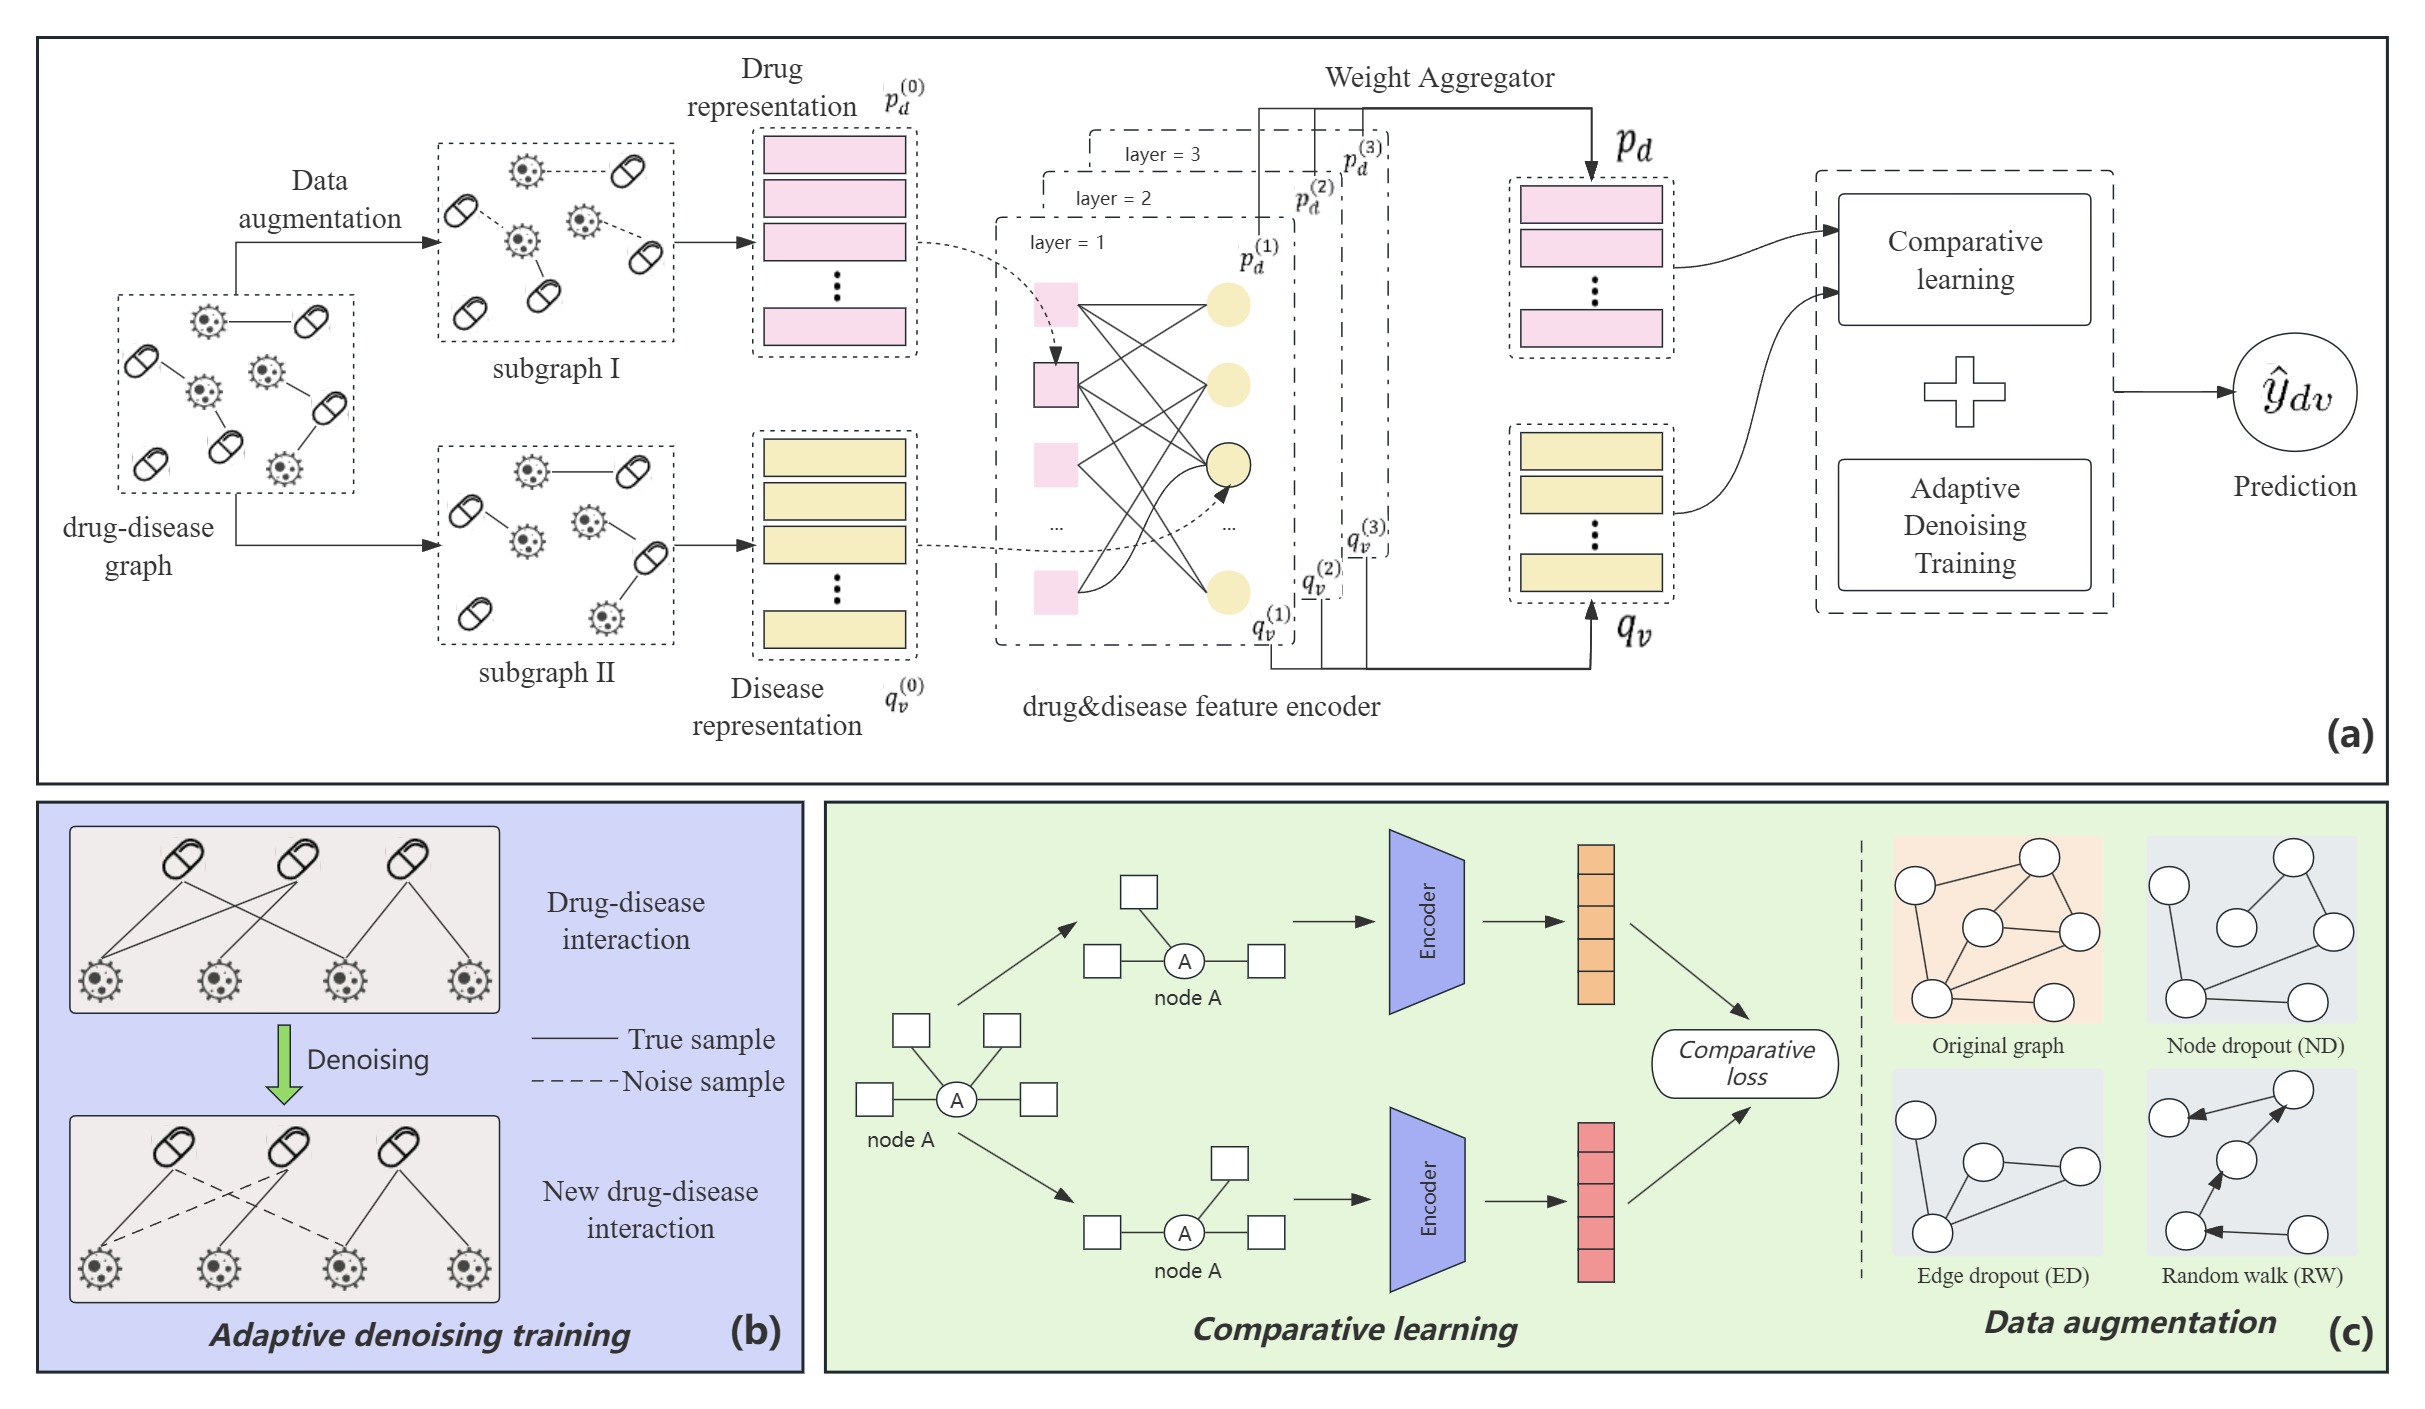 Drug
representation
p_d^(0)
Weight Aggregator
Data
augmentation
layer = 3
p_d^(3)
layer = 2
p_d^(2)
layer = 1
p_d^(1)
p_d
Comparative
learning
subgraph I
ŷ_dv
Prediction
drug-disease
graph
Adaptive
Denoising
Training
...
...
q_v^(3)
q_v^(2)
q_v^(1)
q_v
subgraph II
Disease
representation
q_v^(0)
drug&disease feature encoder
(a)
Drug-disease
interaction
True sample
Denoising
Noise sample
New drug-disease
interaction
Adaptive denoising training
(b)
A
node A
Encoder
A
node A
Comparative
loss
A
node A
Encoder
Comparative learning
Original graph
Node dropout (ND)
Edge dropout (ED)
Random walk (RW)
Data augmentation
(c)